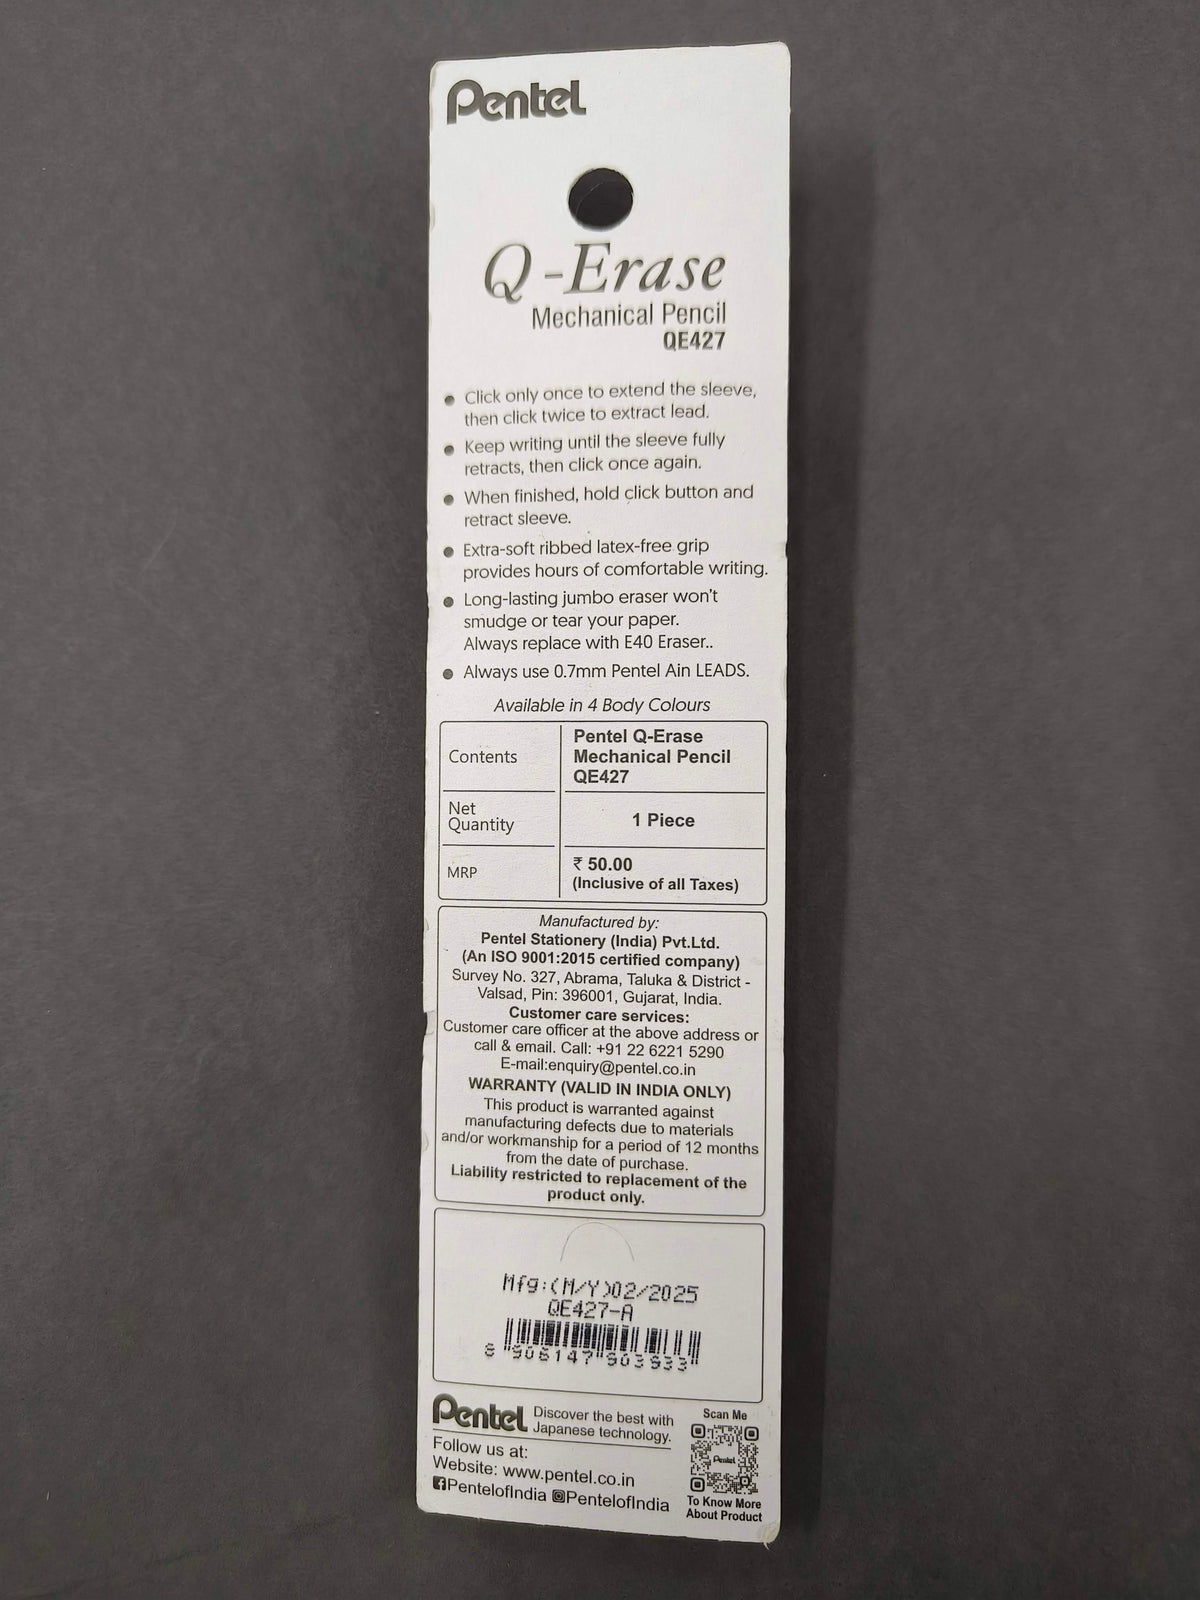 Pentel
Q-Erase
Mechanical Pencil
QE427
Click only once to extend the sleeve,
then click twice to extract lead.
Keep writing until the sleeve fully
retracts, then click once again.
When finished, hold click button and
retract sleeve.
Extra-soft ribbed latex-free grip
provides hours of comfortable writing.
Long-lasting jumbo eraser won't
smudge or tear your paper.
Always replace with E40 Eraser..
Always use 0.7mm Pentel Ain LEADS.
Available in 4 Body Colours
Contents
Pentel Q-Erase
Mechanical Pencil
QE427
Net
Quantity
1 Piece
MRP
₹ 50.00
(Inclusive of all Taxes)
Manufactured by:
Pentel Stationery (India) Pvt.Ltd.
(An ISO 9001:2015 certified company)
Survey No. 327, Abrama, Taluka & District -
Valsad, Pin: 396001, Gujarat, India.
Customer care services:
Customer care officer at the above address or
call & email. Call: +91 22 6221 5290
E-mail:enquiry@pentel.co.in
WARRANTY (VALID IN INDIA ONLY)
This product is warranted against
manufacturing defects due to materials
and/or workmanship for a period of 12 months
from the date of purchase.
Liability restricted to replacement of the
product only.
Mfg:(M/Y)02/2025
QE427-A
8 906147 903933
Pentel
Discover the best with
Japanese technology.
Follow us at:
Website: www.pentel.co.in
PentelofIndia PentelofIndia
Scan Me
Pentel
To Know More
About Product